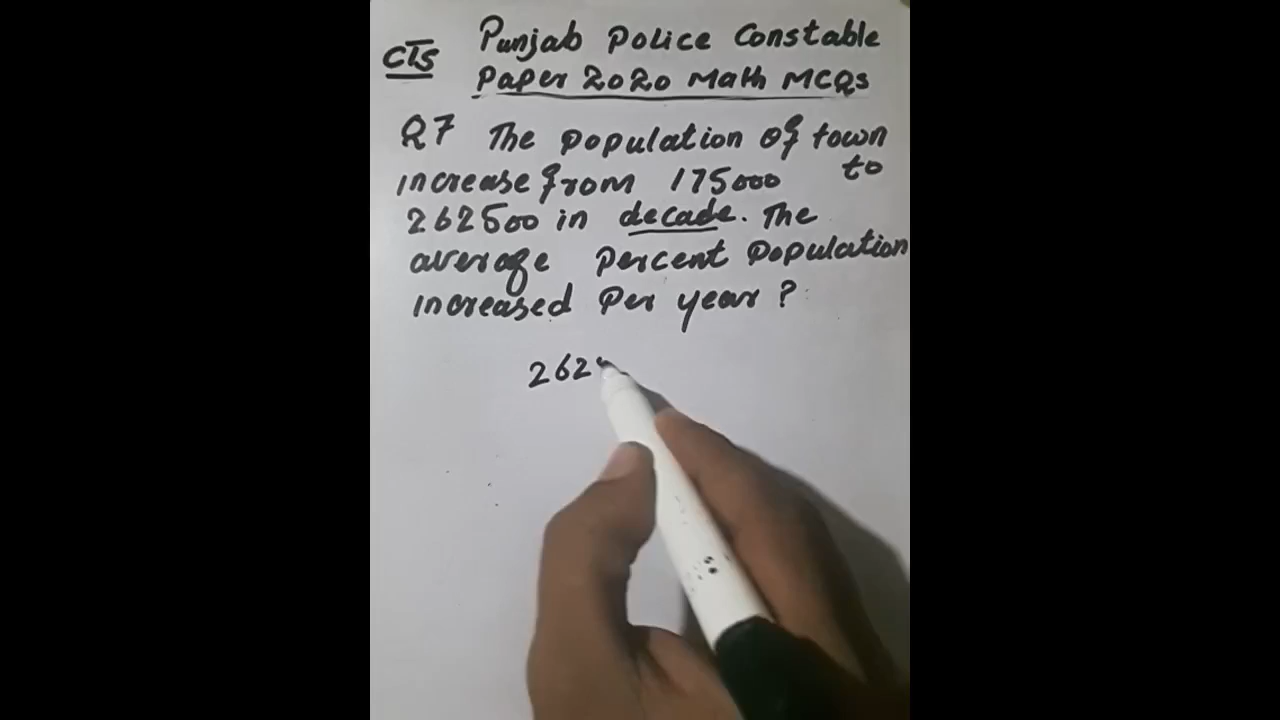 CTS Punjab Police Constable
Paper 2020 Math MCQs
Q7 The Population of town
increase from 175000 to
262500 in decade. The
average Percent Population
increased Per year ?
262